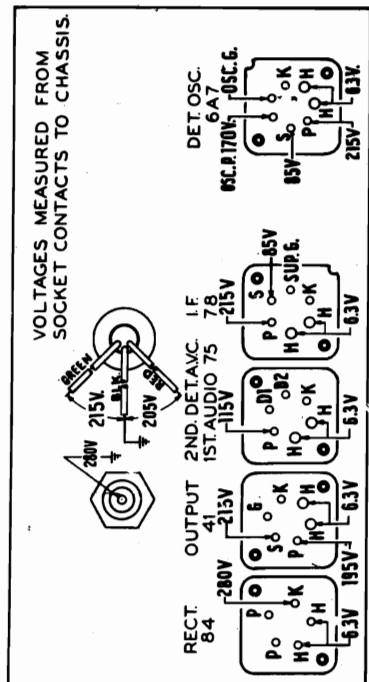 VOLTAGES MEASURED FROM
SOCKET CONTACTS TO CHASSIS.
280V
215V.
GREEN
BLK.
RED
205V
RECT.
84
280V
P
K
P
H
H
6.3V
OUTPUT
41
215V
G
K
S
H
P
H
195V
6.3V
2ND. DET. A.V.C.
1ST. AUDIO 75
115V
D1
D2
P
K
H
H
6.3V
I.F.
78
215V
85V
S
SUP. G.
P
K
H
H
6.3V
DET. OSC.
6A7
OSC. P. 170V.
OSC. G.
K
S
H
P
H
85V
215V
6.3V.